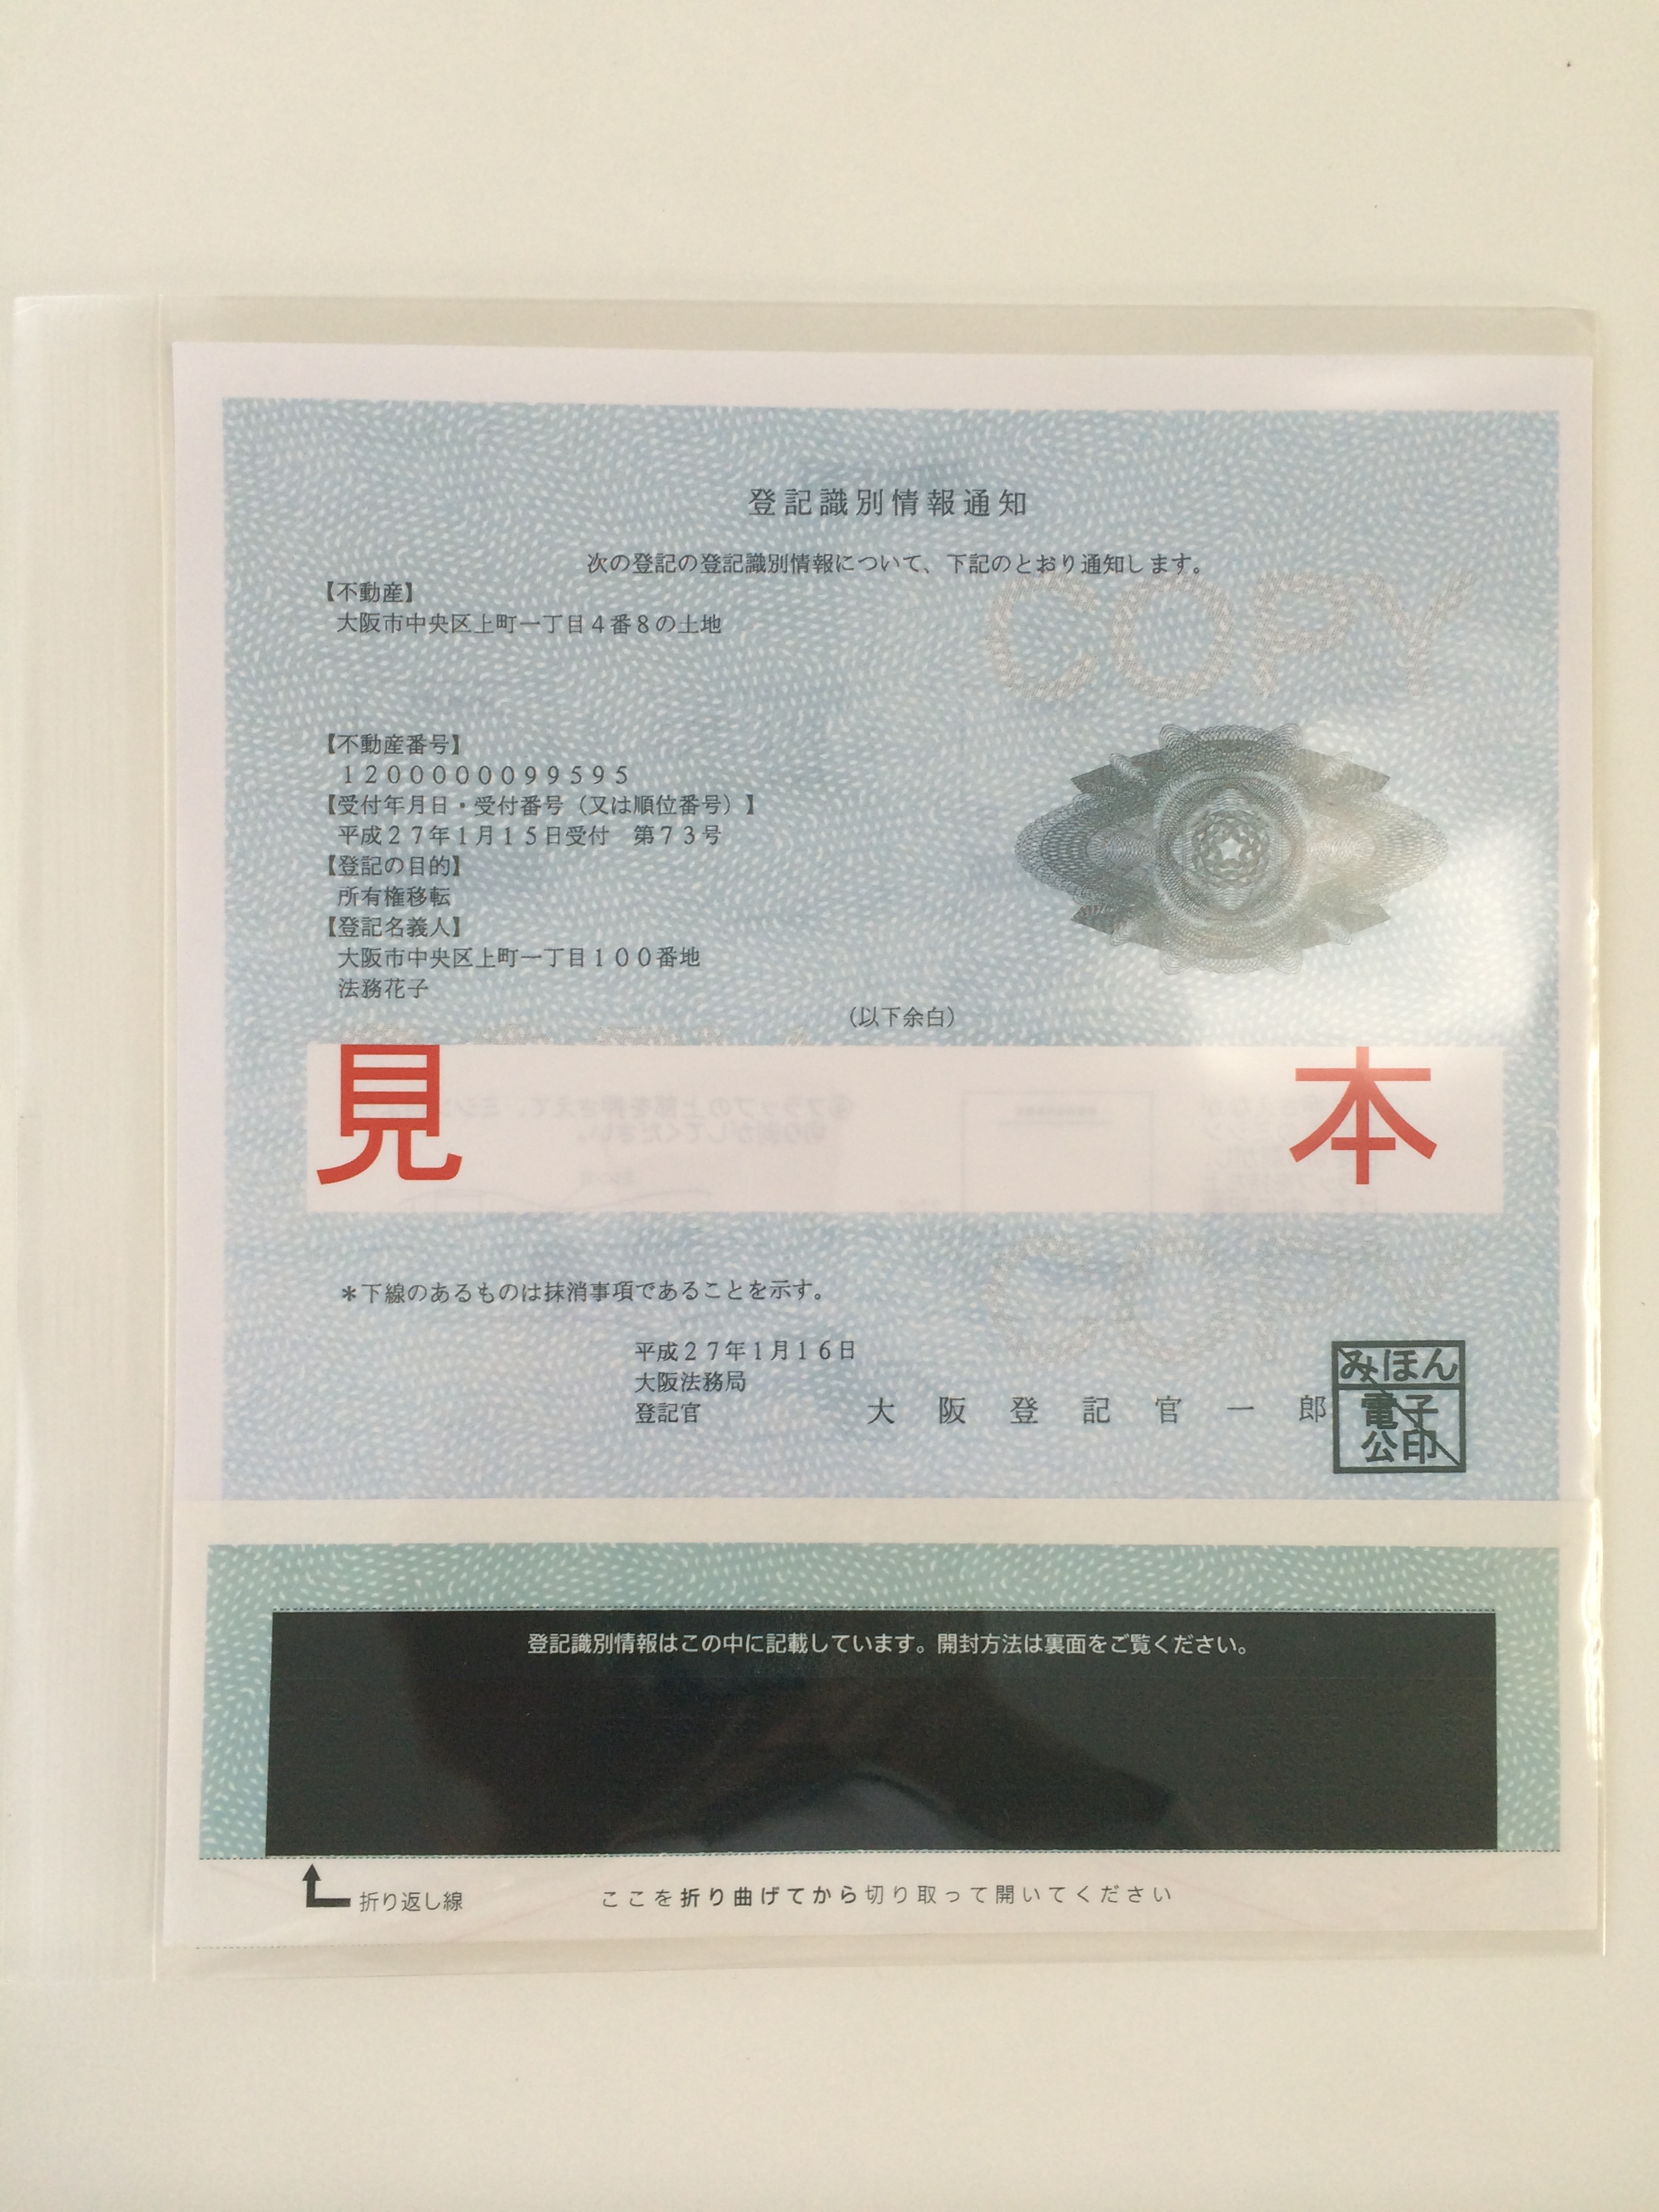 登記識別情報通知
次の登記の登記識別情報について、下記のとおり通知します。
【不動産】
大阪市中央区上町一丁目4番8の土地
COPY
【不動産番号】
1200000099595
【受付年月日・受付番号(又は順位番号)】
平成27年1月15日受付　第73号
【登記の目的】
所有権移転
【登記名義人】
大阪市中央区上町一丁目100番地
法務花子
(以下余白)
見　本
*下線のあるものは抹消事項であることを示す。
平成27年1月16日
大阪法務局
登記官　大阪登記官一郎
みほん
電子
公印
登記識別情報はこの中に記載しています。開封方法は裏面をご覧ください。
折り返し線　ここを折り曲げてから切り取って開いてください